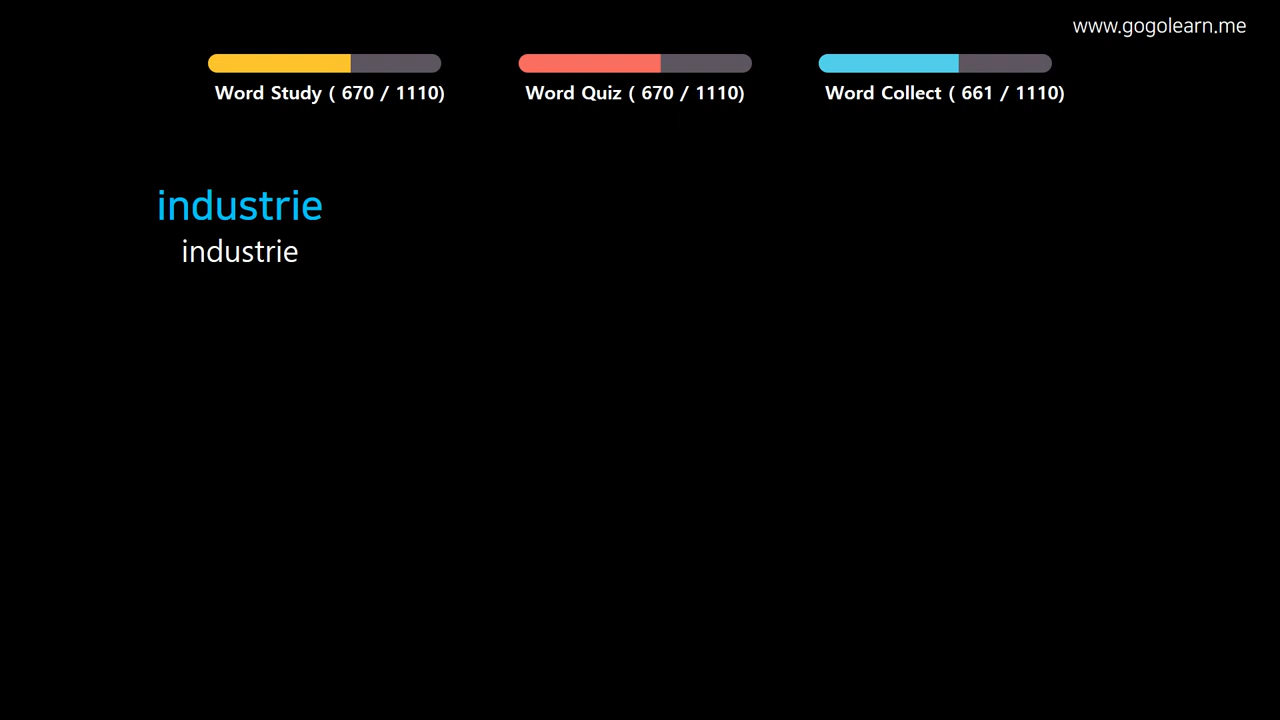 www.gogolearn.me
Word Study ( 670 / 1110)
Word Quiz ( 670 / 1110)
Word Collect ( 661 / 1110)
industrie
industrie